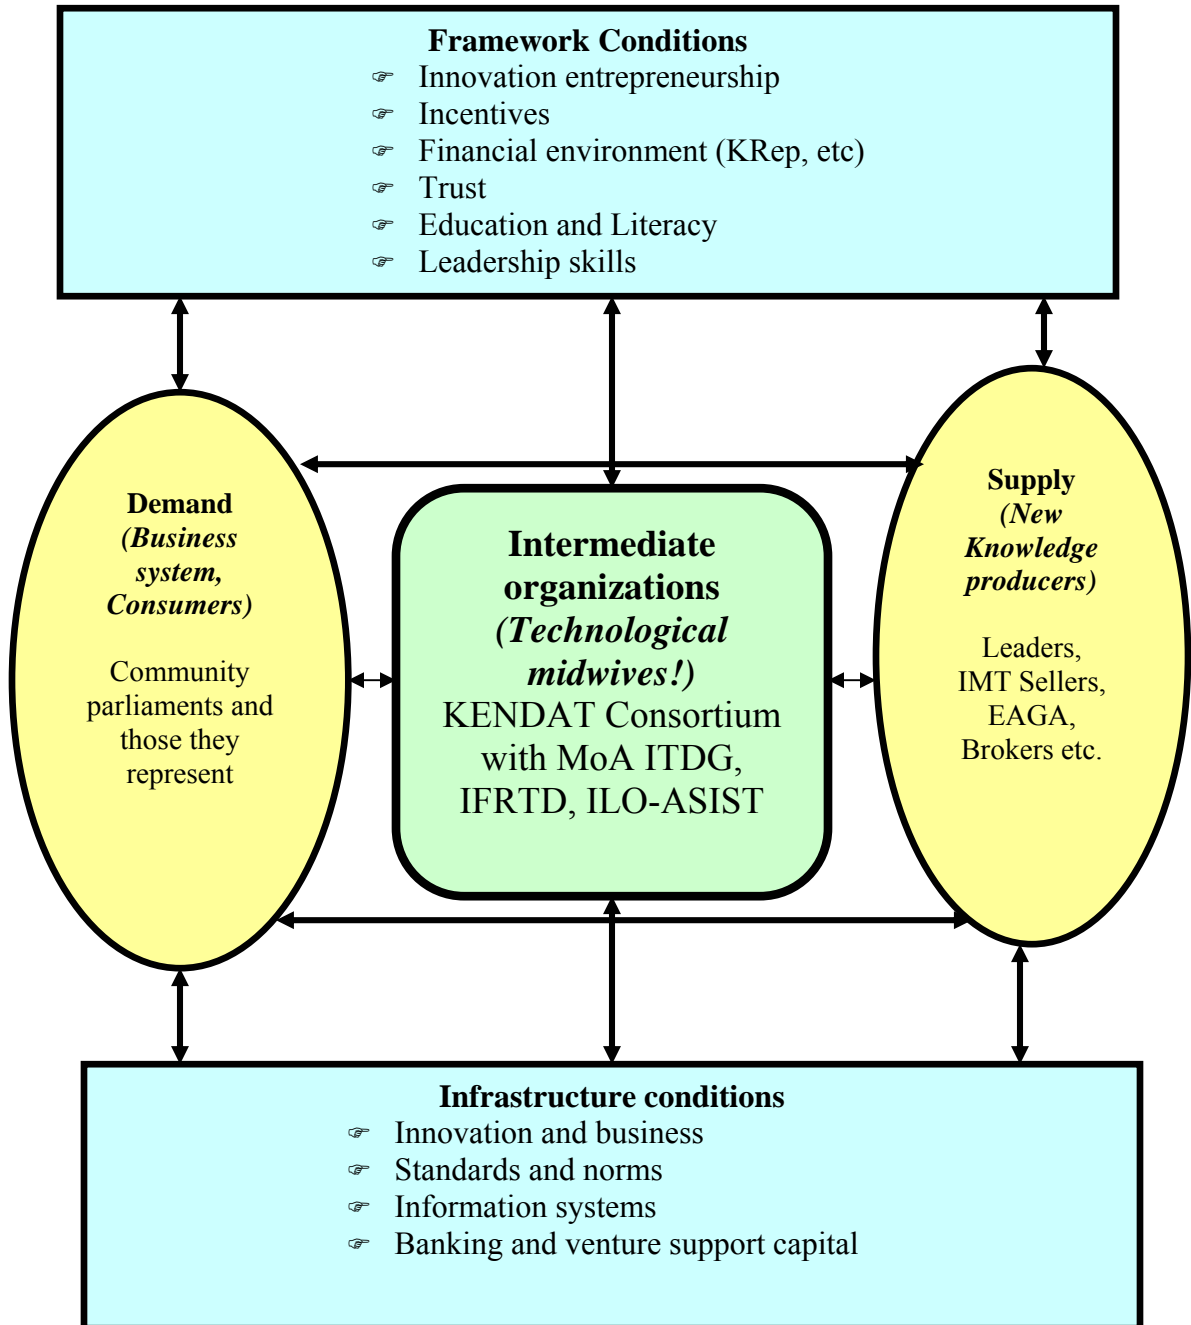 Framework Conditions
☞ Innovation entrepreneurship
☞ Incentives
☞ Financial environment (KRep, etc)
☞ Trust
☞ Education and Literacy
☞ Leadership skills
Demand
(Business
system,
Consumers)
Community
parliaments and
those they
represent
Intermediate
organizations
(Technological
midwives!)
KENDAT Consortium
with MoA ITDG,
IFRTD, ILO-ASIST
Supply
(New
Knowledge
producers)
Leaders,
IMT Sellers,
EAGA,
Brokers etc.
Infrastructure conditions
☞ Innovation and business
☞ Standards and norms
☞ Information systems
☞ Banking and venture support capital